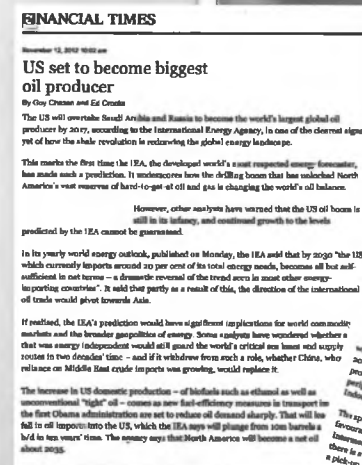 FINANCIAL TIMES
November 12, 2012 10:02 am
US set to become biggest
oil producer
By Guy Chazan and Ed Crooks
The US will overtake Saudi Arabia and Russia to become the world's largest global oil
producer by 2017, according to the International Energy Agency, in one of the clearest signs
yet of how the shale revolution is redrawing the global energy landscape.
This marks the first time the IEA, the developed world's most respected energy forecaster,
has made such a prediction. It underscores how the drilling boom that has unlocked North
America's vast reserves of hard-to-get-at oil and gas is changing the world's oil balance.
However, other analysts have warned that the US oil boom is
still in its infancy, and continued growth to the levels
predicted by the IEA cannot be guaranteed.
In its yearly world energy outlook, published on Monday, the IEA said that by 2030 "the US
which currently imports around 20 per cent of its total energy needs, becomes all but self-
sufficient in net terms – a dramatic reversal of the trend seen in most other energy-
importing countries". It said that partly as a result of this, the direction of the international
oil trade would pivot towards Asia.
If realised, the IEA's prediction would have significant implications for world commodity
markets and the broader geopolitics of energy. Some analysts have wondered whether a
that was energy independent would still guard the world's critical sea lanes and supply
routes in two decades' time – and if it withdrew from such a role, whether China, who
reliance on Middle East crude imports was growing, would replace it.
The increase in US domestic production – of biofuels such as ethanol as well as
unconventional "tight" oil – comes as new fuel-efficiency measures in transport im
the first Obama administration are set to reduce oil demand sharply. That will lea
fall in oil imports into the US, which the IEA says will plunge from 10m barrels a
b/d in ten years' time. The agency says that North America will become a net oil
about 2035.